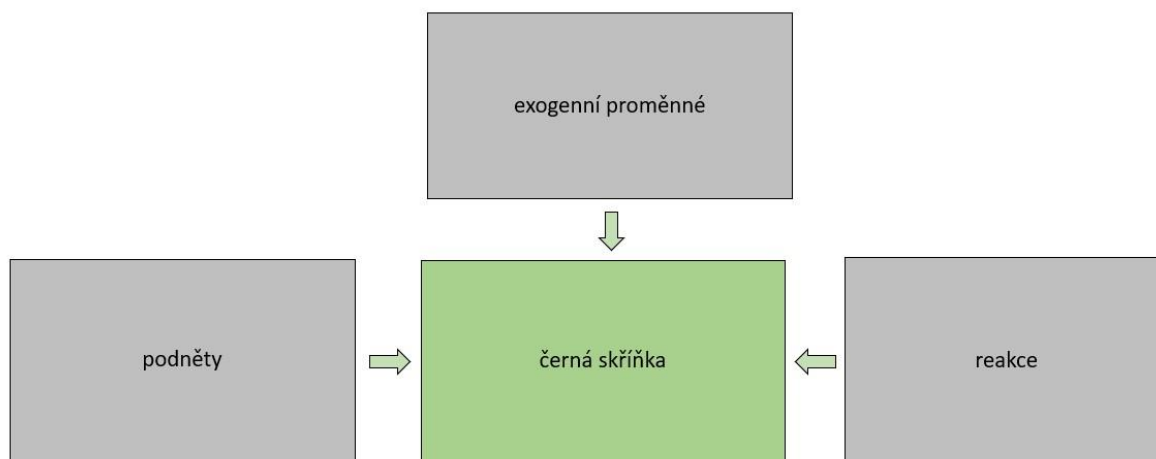 exogenní proměnné
podněty
černá skříňka
reakce